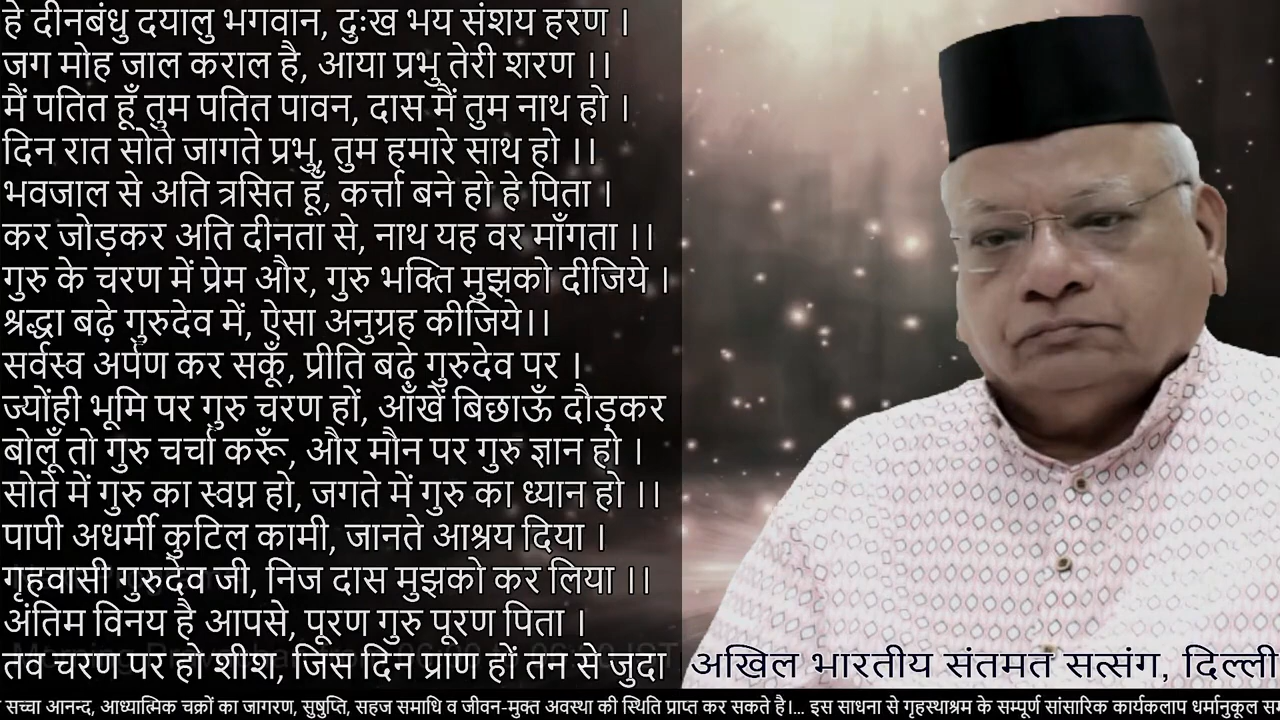 हे दीनबंधु दयालु भगवान, दुःख भय संशय हरण ।
जग मोह जाल कराल है, आया प्रभु तेरी शरण ।।
मैं पतित हूँ तुम पतित पावन, दास मैं तुम नाथ हो ।
दिन रात सोते जागते प्रभु, तुम हमारे साथ हो ।।
भवजाल से अति त्रसित हूँ, कर्त्ता बने हो हे पिता ।
कर जोड़कर अति दीनता से, नाथ यह वर माँगता ।।
गुरु के चरण में प्रेम और, गुरु भक्ति मुझको दीजिये ।
श्रद्धा बढ़े गुरुदेव में, ऐसा अनुग्रह कीजिये।।
सर्वस्व अर्पण कर सकूँ, प्रीति बढ़े गुरुदेव पर ।
ज्योंही भूमि पर गुरु चरण हों, आँखें बिछाऊँ दौड़कर
बोलूँ तो गुरु चर्चा करूँ, और मौन पर गुरु ज्ञान हो ।
सोते में गुरु का स्वप्न हो, जगते में गुरु का ध्यान हो ।।
पापी अधर्मी कुटिल कामी, जानते आश्रय दिया ।
गृहवासी गुरुदेव जी, निज दास मुझको कर लिया ।।
अंतिम विनय है आपसे, पूरण गुरु पूरण पिता ।
तव चरण पर हो शीश, जिस दिन प्राण हों तन से जुदा
अखिल भारतीय संतमत सत्संग, दिल्ली
सच्चा आनन्द, आध्यात्मिक चक्रों का जागरण, सुषुप्ति, सहज समाधि व जीवन-मुक्त अवस्था की स्थिति प्राप्त कर सकते है।... इस साधना से गृहस्थाश्रम के सम्पूर्ण सांसारिक कार्यकलाप धर्मानुकूल